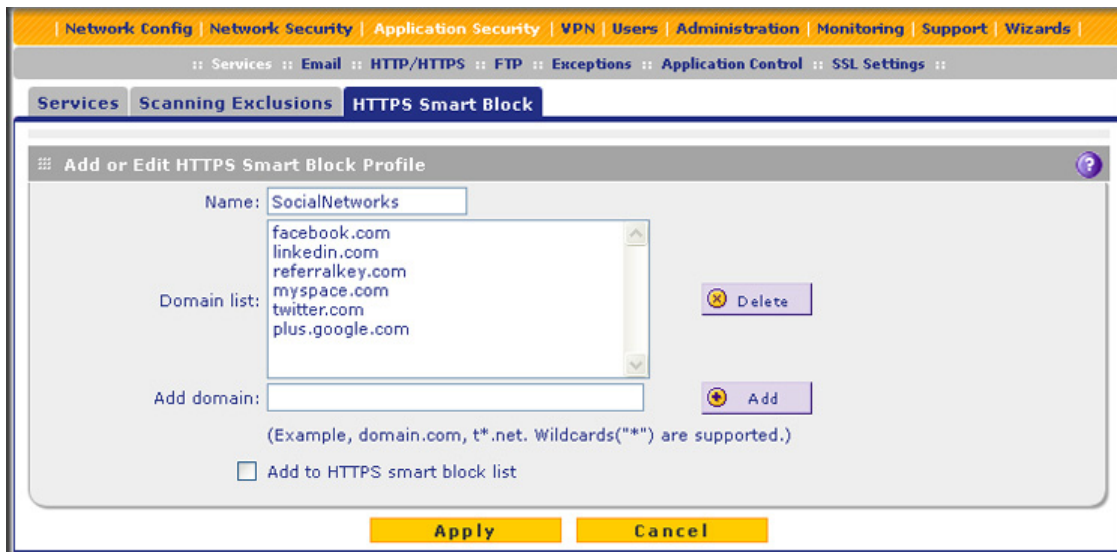 | Network Config | Network Security | Application Security | VPN | Users | Administration | Monitoring | Support | Wizards |
:: Services :: Email :: HTTP/HTTPS :: FTP :: Exceptions :: Application Control :: SSL Settings ::
Services Scanning Exclusions HTTPS Smart Block
Add or Edit HTTPS Smart Block Profile ?
Name: SocialNetworks
Domain list:
facebook.com
linkedin.com
referralkey.com
myspace.com
twitter.com
plus.google.com
Delete
Add domain:
Add
(Example, domain.com, t*.net. Wildcards("*") are supported.)
Add to HTTPS smart block list
Apply Cancel